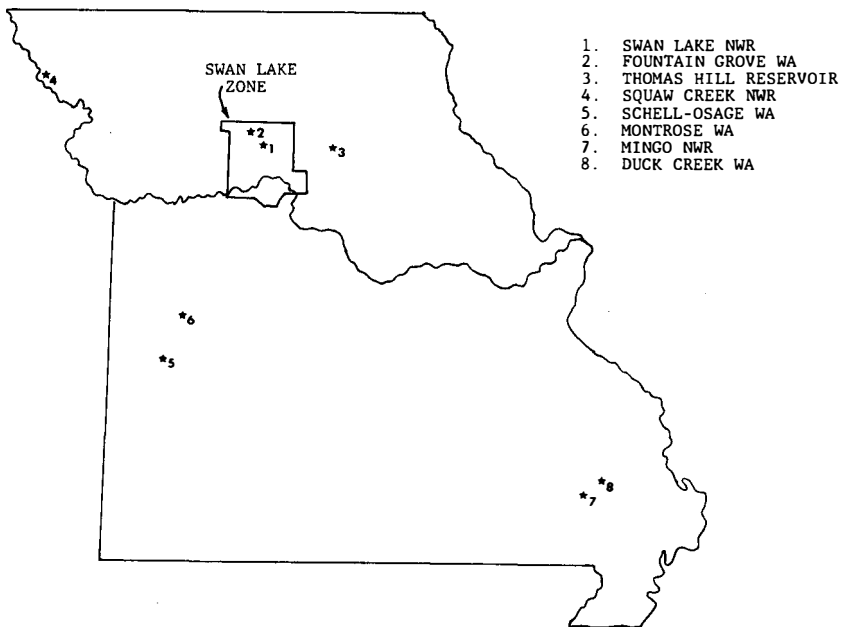 SWAN LAKE
ZONE
1. SWAN LAKE NWR
2. FOUNTAIN GROVE WA
3. THOMAS HILL RESERVOIR
4. SQUAW CREEK NWR
5. SCHELL-OSAGE WA
6. MONTROSE WA
7. MINGO NWR
8. DUCK CREEK WA
4
2
1
3
6
5
8
7